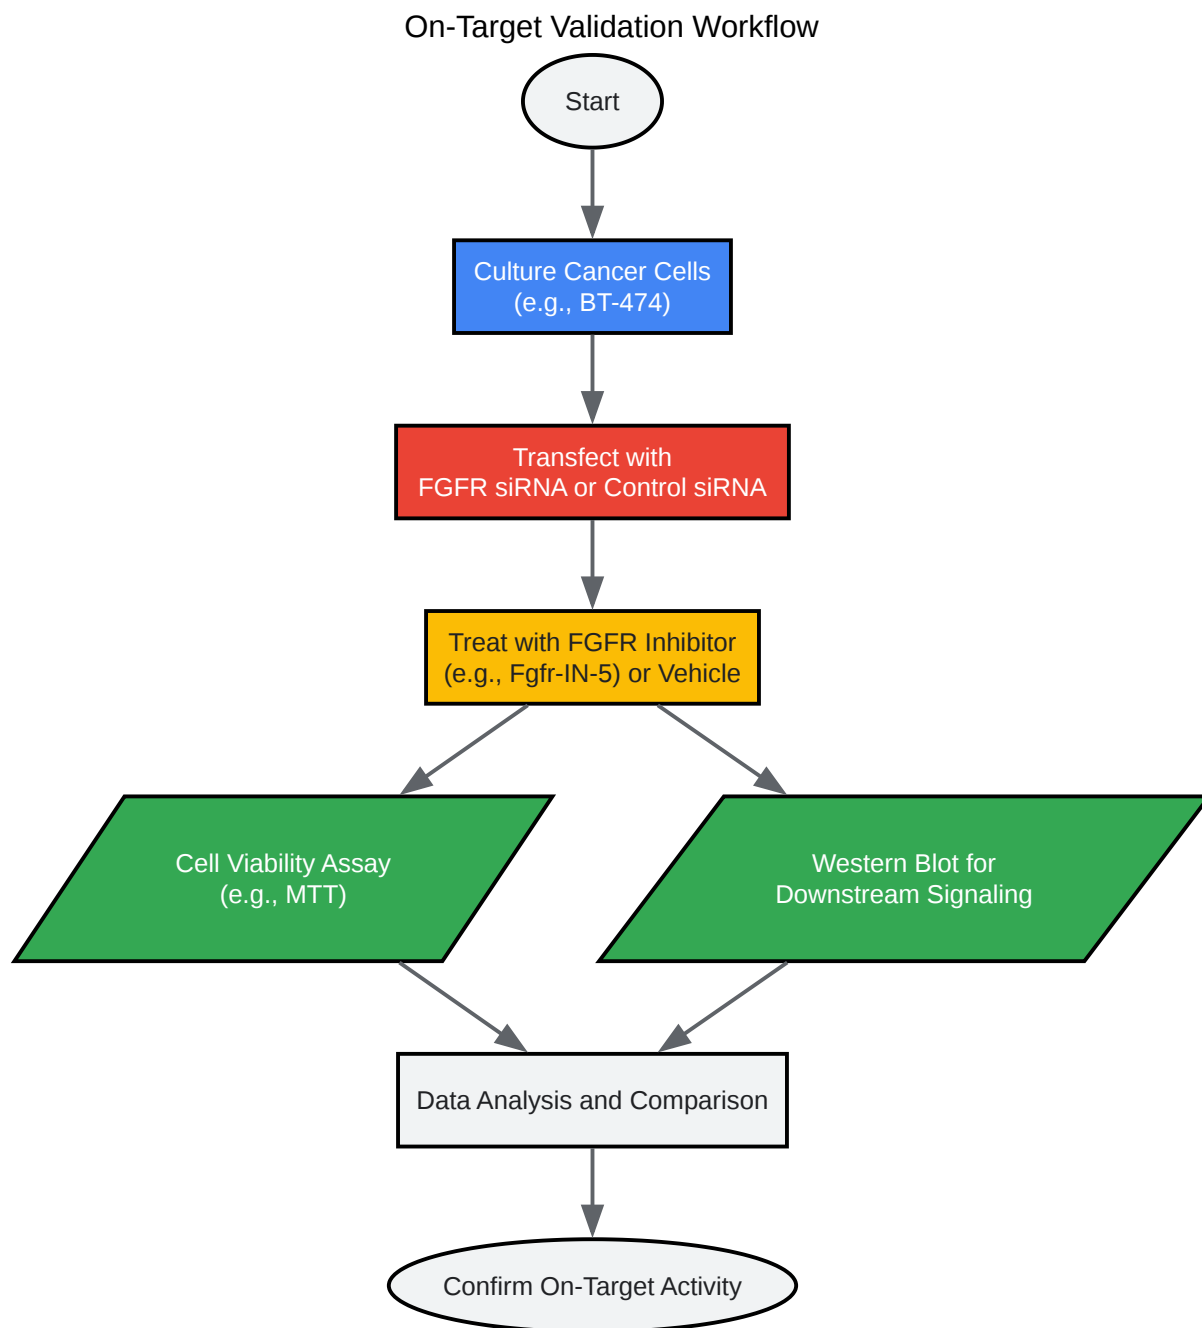 On-Target Validation Workflow
Start
Culture Cancer Cells
(e.g., BT-474)
Transfect with
FGFR siRNA or Control siRNA
Treat with FGFR Inhibitor
(e.g., Fgfr-IN-5) or Vehicle
Cell Viability Assay
(e.g., MTT)
Western Blot for
Downstream Signaling
Data Analysis and Comparison
Confirm On-Target Activity